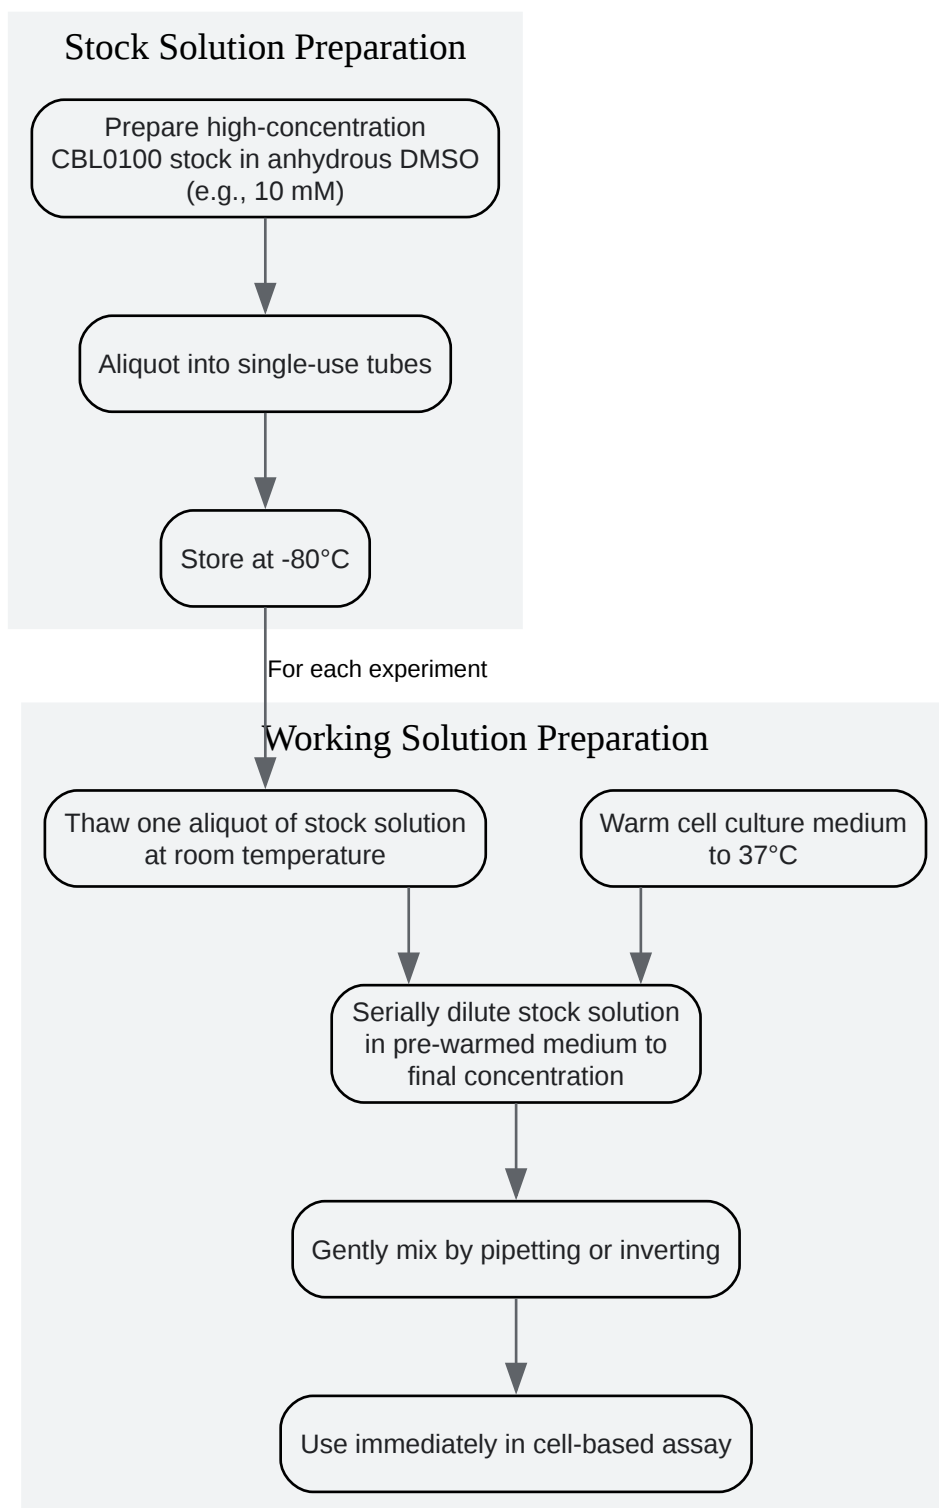 Stock Solution Preparation
Prepare high-concentration
CBL0100 stock in anhydrous DMSO
(e.g., 10 mM)
Aliquot into single-use tubes
Store at -80°C
For each experiment
Working Solution Preparation
Thaw one aliquot of stock solution
at room temperature
Warm cell culture medium
to 37°C
Serially dilute stock solution
in pre-warmed medium to
final concentration
Gently mix by pipetting or inverting
Use immediately in cell-based assay